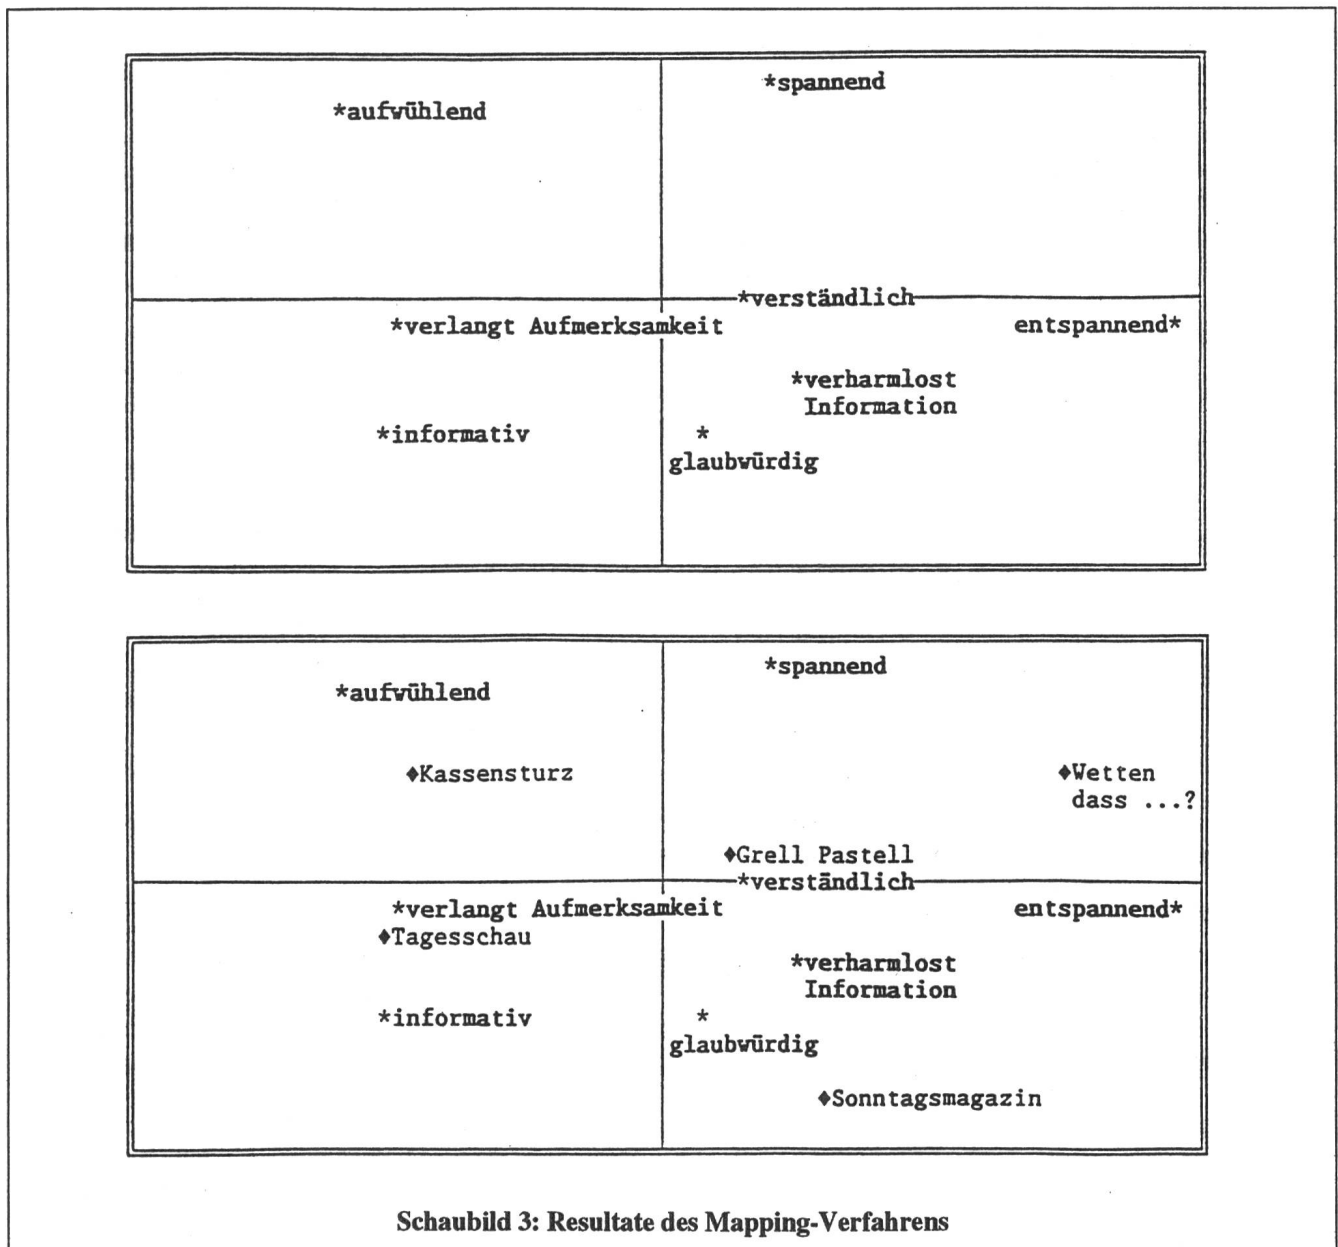 *spannend
*aufwühlend
*verständlich
*verlangt Aufmerksamkeit entspannend*
*verharmlost
Information
*informativ *
glaubwürdig
*spannend
*aufwühlend
♦Kassensturz ♦Wetten
dass ...?
♦Grell Pastell
*verständlich
*verlangt Aufmerksamkeit entspannend*
♦Tagesschau
*verharmlost
Information
*informativ *
glaubwürdig
♦Sonntagsmagazin
Schaubild 3: Resultate des Mapping-Verfahrens